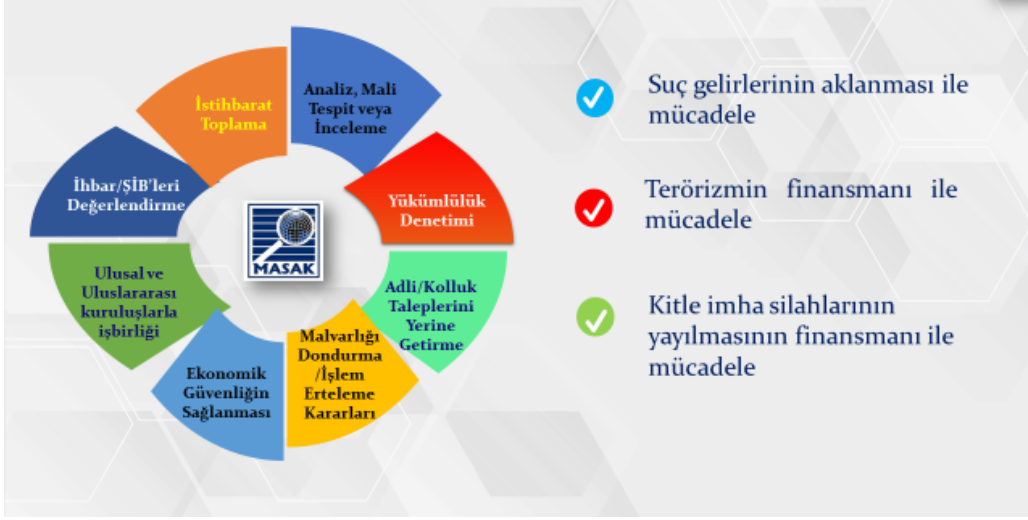 Analiz, Mali
Tespit veya
İnceleme
Yükümlülük
Denetimi
Adli/Kolluk
Taleplerini
Yerine
Getirme
Malvarlığı
Dondurma
/İşlem
Erteleme
Kararları
Ekonomik
Güvenliğin
Sağlanması
Ulusal ve
Uluslararası
kuruluşlarla
işbirliği
İhbar/ŞİB'leri
Değerlendirme
İstihbarat
Toplama
MASAK
Suç gelirlerinin aklanması ile
mücadele
Terörizmin finansmanı ile
mücadele
Kitle imha silahlarının
yayılmasının finansmanı ile
mücadele